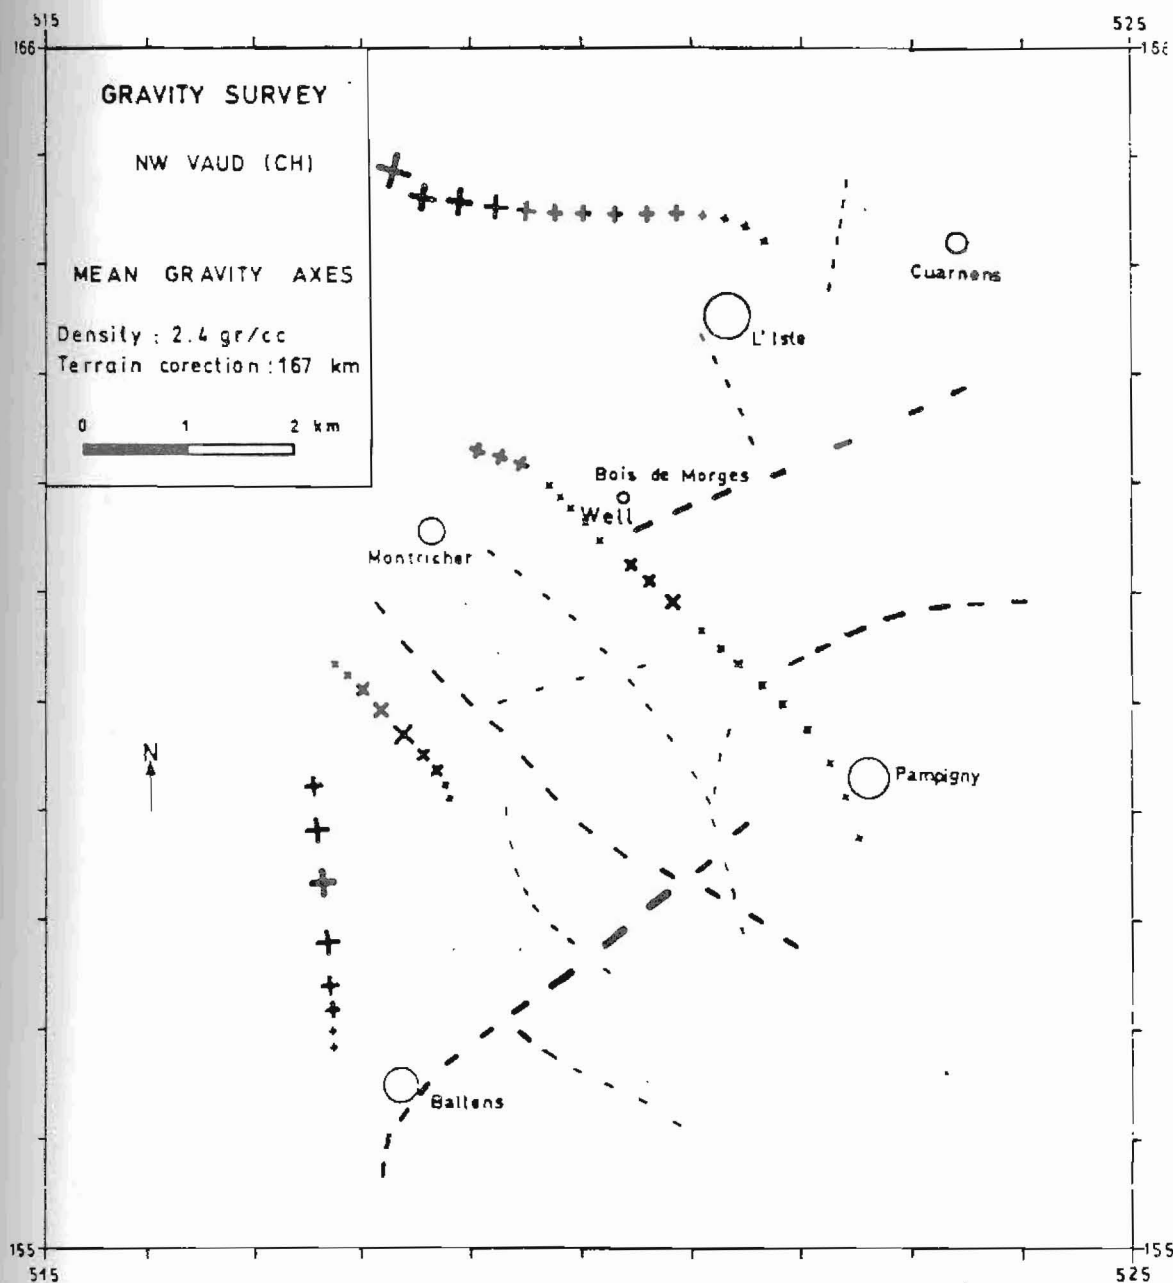 515
525
166
GRAVITY SURVEY
NW VAUD (CH)
MEAN GRAVITY AXES
Density : 2.4 gr/cc
Terrain corection : 167 km
0 1 2 km
Cuarnens
L'Isle
Bois de Morges
Well
Montricher
N
Pampigny
Ballens
155
155
515
525